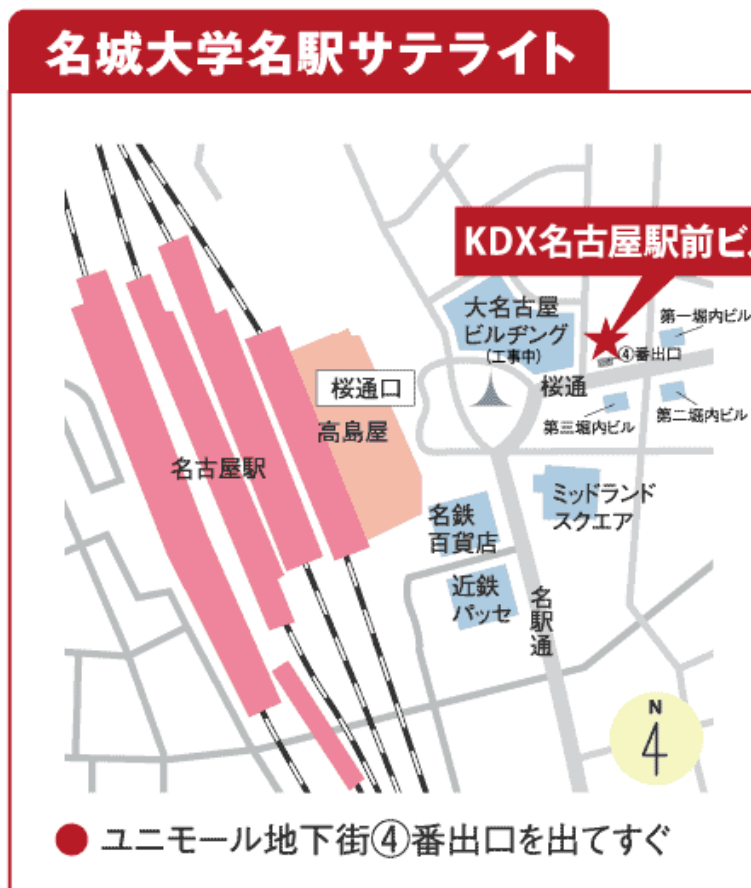 名城大学名駅サテライト
KDX名古屋駅前ビ
大名古屋
ビルヂング
(工事中)
第一堀内ビル
④番出口
桜通口
桜通
高島屋
第三堀内ビル
第二堀内ビル
名古屋駅
ミッドランド
スクエア
名鉄
百貨店
近鉄
パッセ
名駅通
N
● ユニモール地下街④番出口を出てすぐ